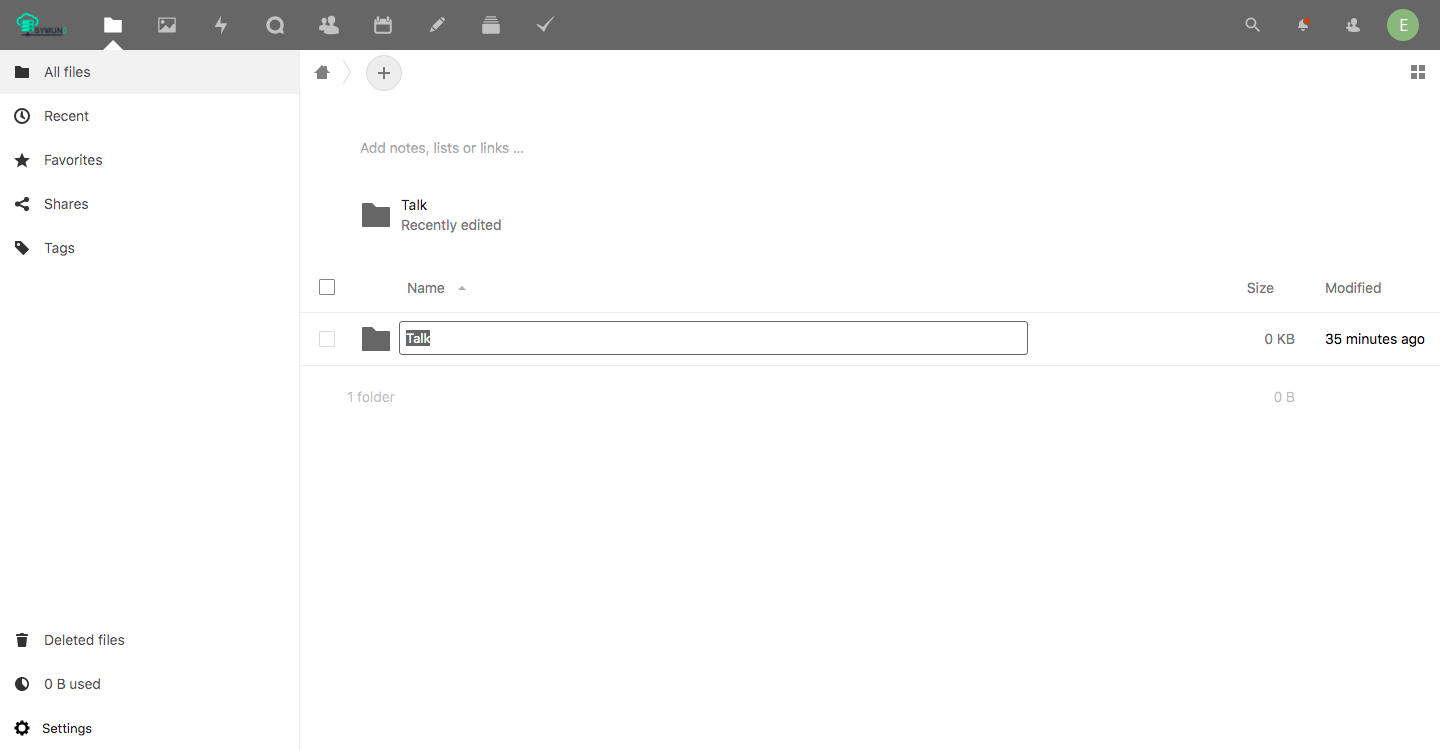 SYMUN
E
All files
Recent
Favorites
Shares
Tags
Add notes, lists or links ...
Talk
Recently edited
Name
Size
Modified
Talk
0 KB
35 minutes ago
1 folder
0 B
Deleted files
0 B used
Settings